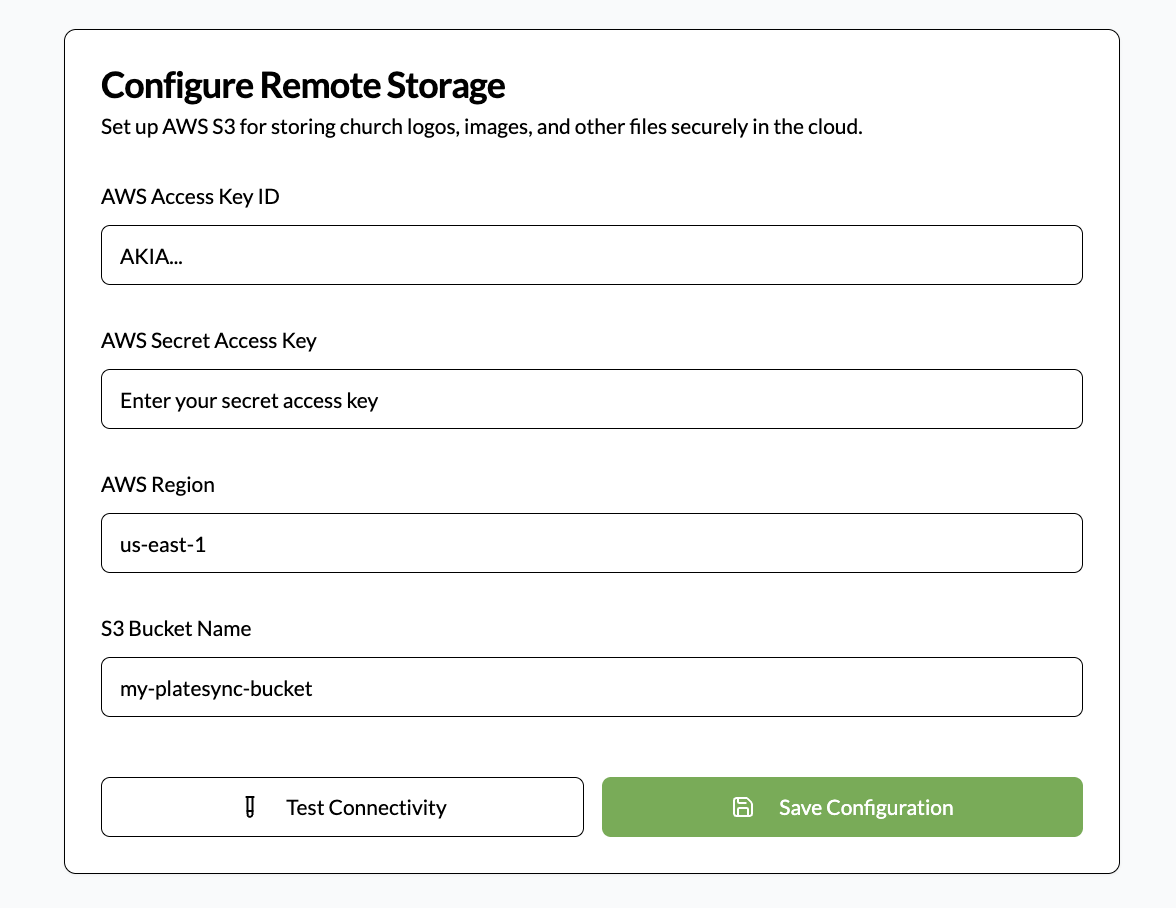 Configure Remote Storage
Set up AWS S3 for storing church logos, images, and other files securely in the cloud.
AWS Access Key ID
AKIA...
AWS Secret Access Key
Enter your secret access key
AWS Region
us-east-1
S3 Bucket Name
my-platesync-bucket
Test Connectivity
Save Configuration